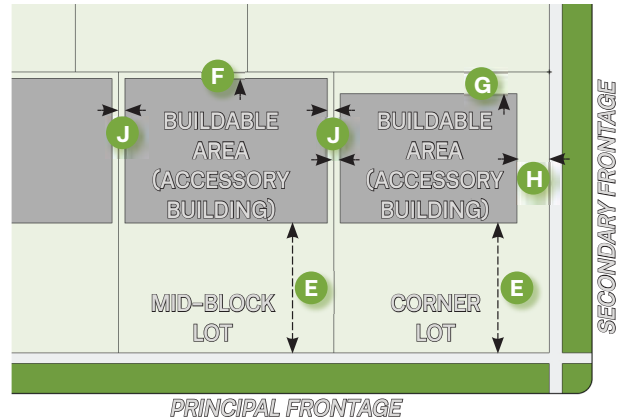 F
G
J
BUILDABLE
AREA
(ACCESSORY
BUILDING)
J
BUILDABLE
AREA
(ACCESSORY
BUILDING)
H
SECONDARY FRONTAGE
E
E
MID–BLOCK
LOT
CORNER
LOT
PRINCIPAL FRONTAGE